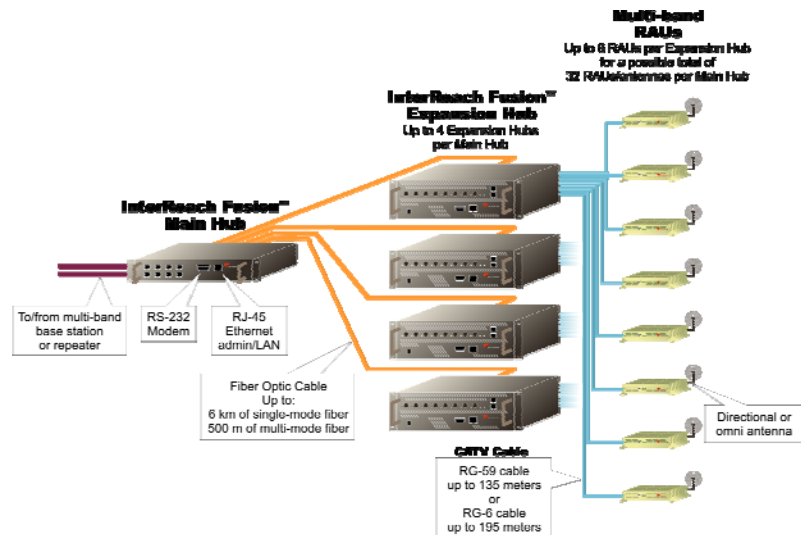 Multi-band
RAUs
Up to RAUs per Expansion Hub
for a possible total of
32 RAUs/antennas per Main Hub
InterReach Fusion™
Expansion Hub
Up to 4 Expansion Hubs
per Main Hub
InterReach Fusion™
Main Hub
To/from multi-band
base station
or repeater
RS-232
Modem
RJ-45
Ethernet
admin/LAN
Fiber Optic Cable
Up to:
6 km of single-mode fiber
500 m of multi-mode fiber
Directional or
omni antenna
CATV Cable
RG-59 cable
up to 135 meters
or
RG-6 cable
up to 195 meters